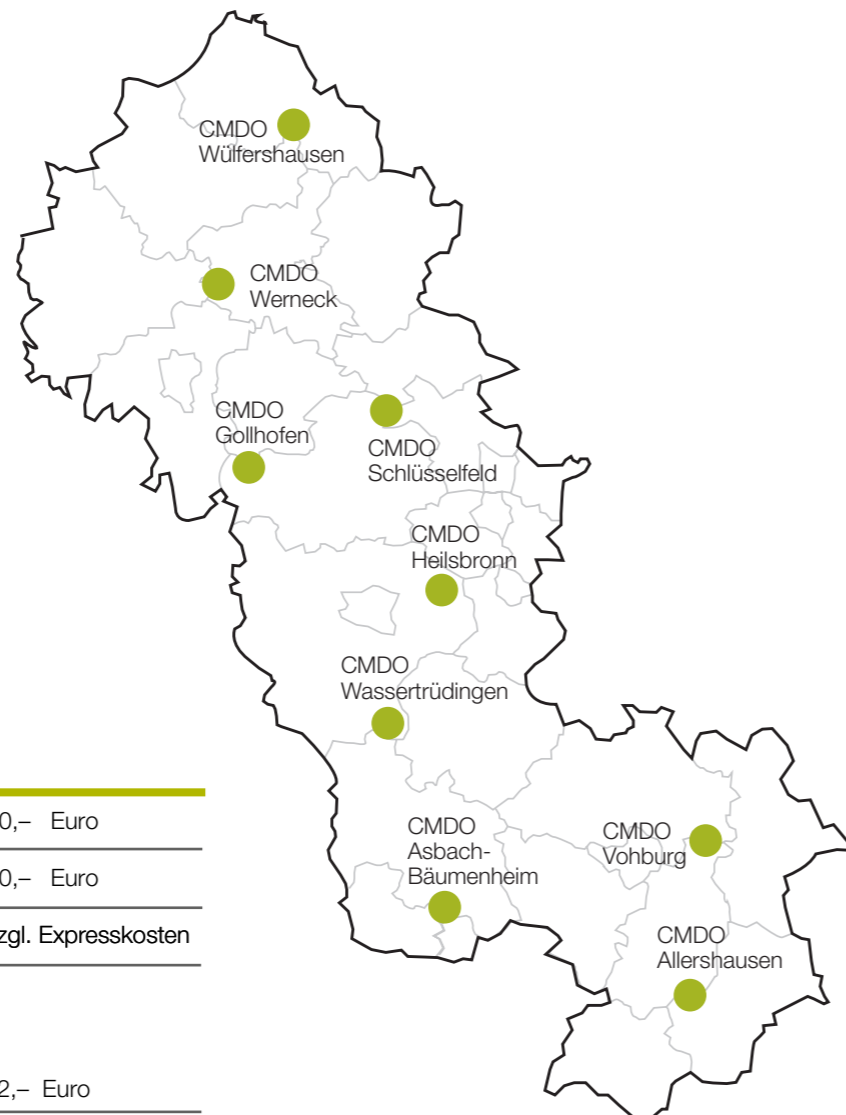 CMDO
Wülfershausen
CMDO
Werneck
CMDO
Gollhofen
CMDO
Schlüsselfeld
CMDO
Heilsbronn
CMDO
Wassertrüdingen
CMDO
Asbach-
Bäumenheim
CMDO
Vohburg
CMDO
Allershausen
0,– Euro
0,– Euro
zgl. Expresskosten
2,– Euro